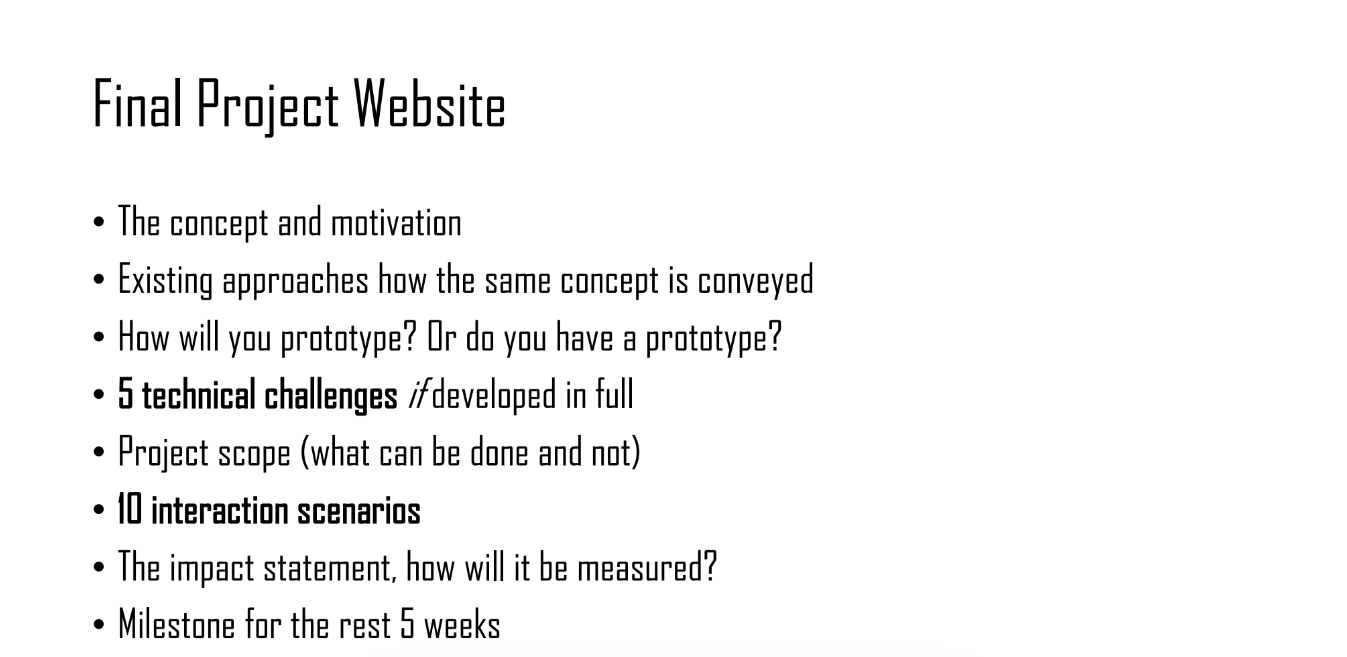 Final Project Website
• The concept and motivation
• Existing approaches how the same concept is conveyed
• How will you prototype? Or do you have a prototype?
• 5 technical challenges if developed in full
• Project scope (what can be done and not)
• 10 interaction scenarios
• The impact statement, how will it be measured?
• Milestone for the rest 5 weeks